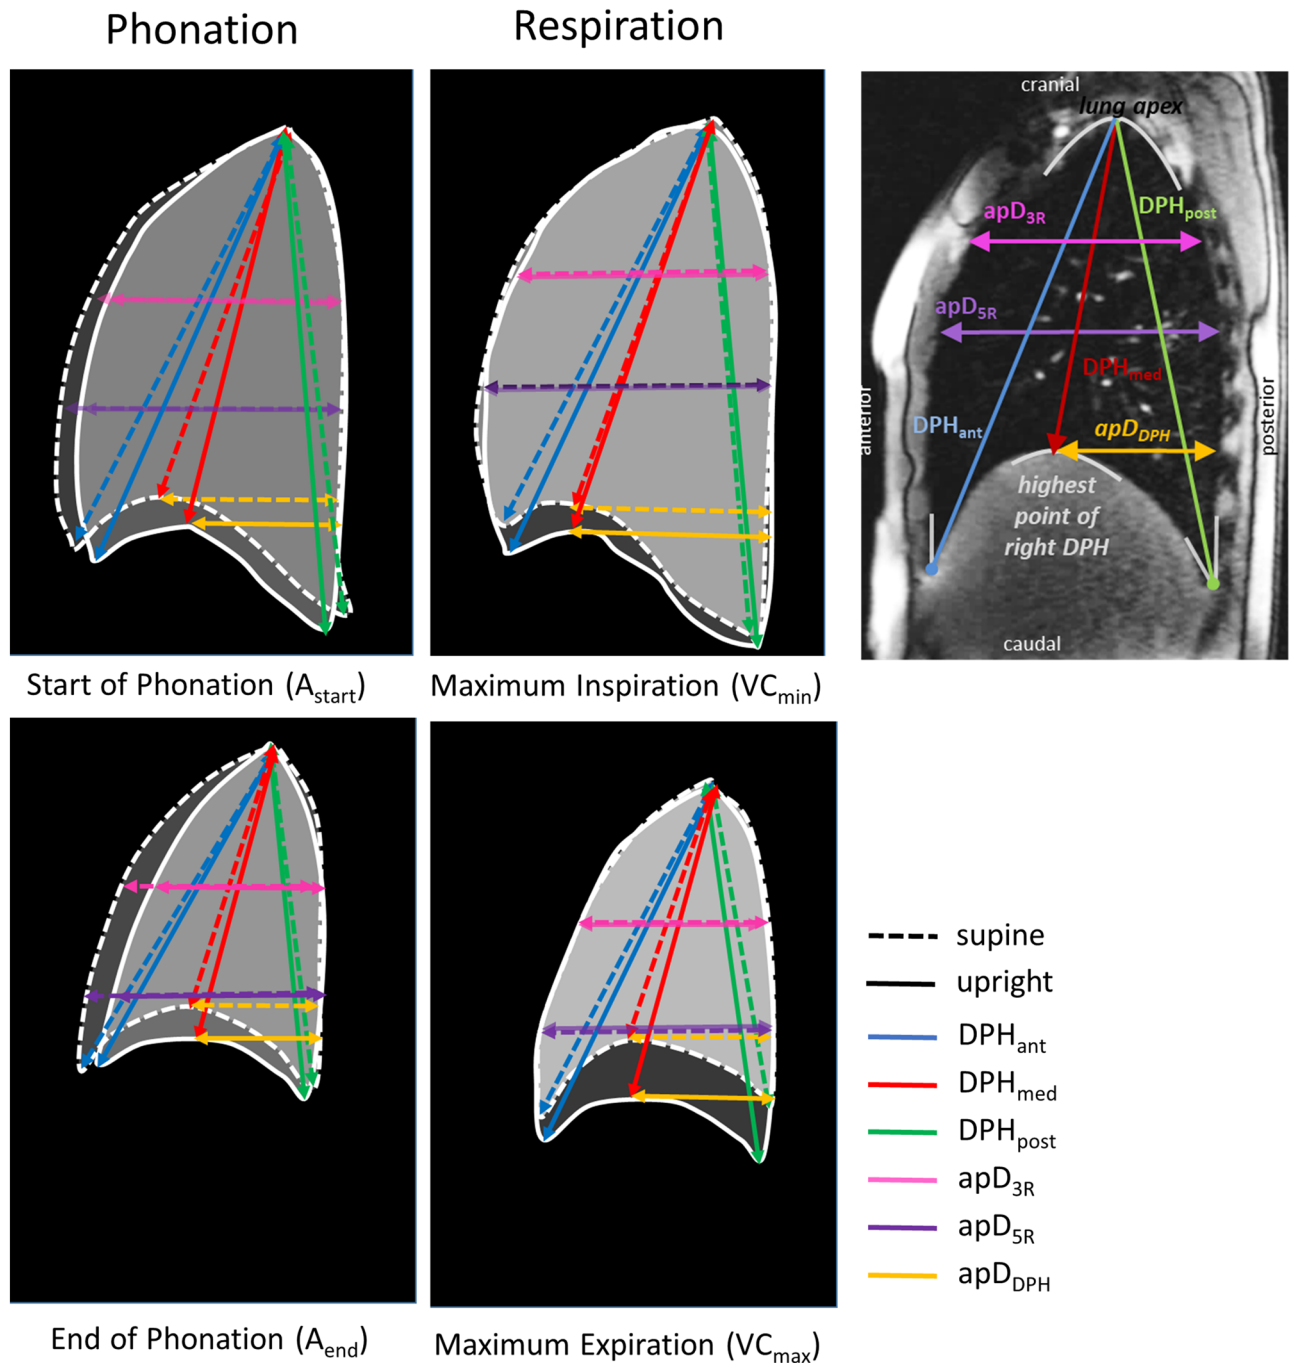 Phonation
Respiration
cranial
lung apex
apD3R
DPHpost
apD5R
DPHmed
anterior
posterior
DPHant
apDDPH
highest
point of
right DPH
caudal
Start of Phonation (Astart)
Maximum Inspiration (VCmin)
supine
upright
DPHant
DPHmed
DPHpost
apD3R
apD5R
apDDPH
End of Phonation (Aend)
Maximum Expiration (VCmax)